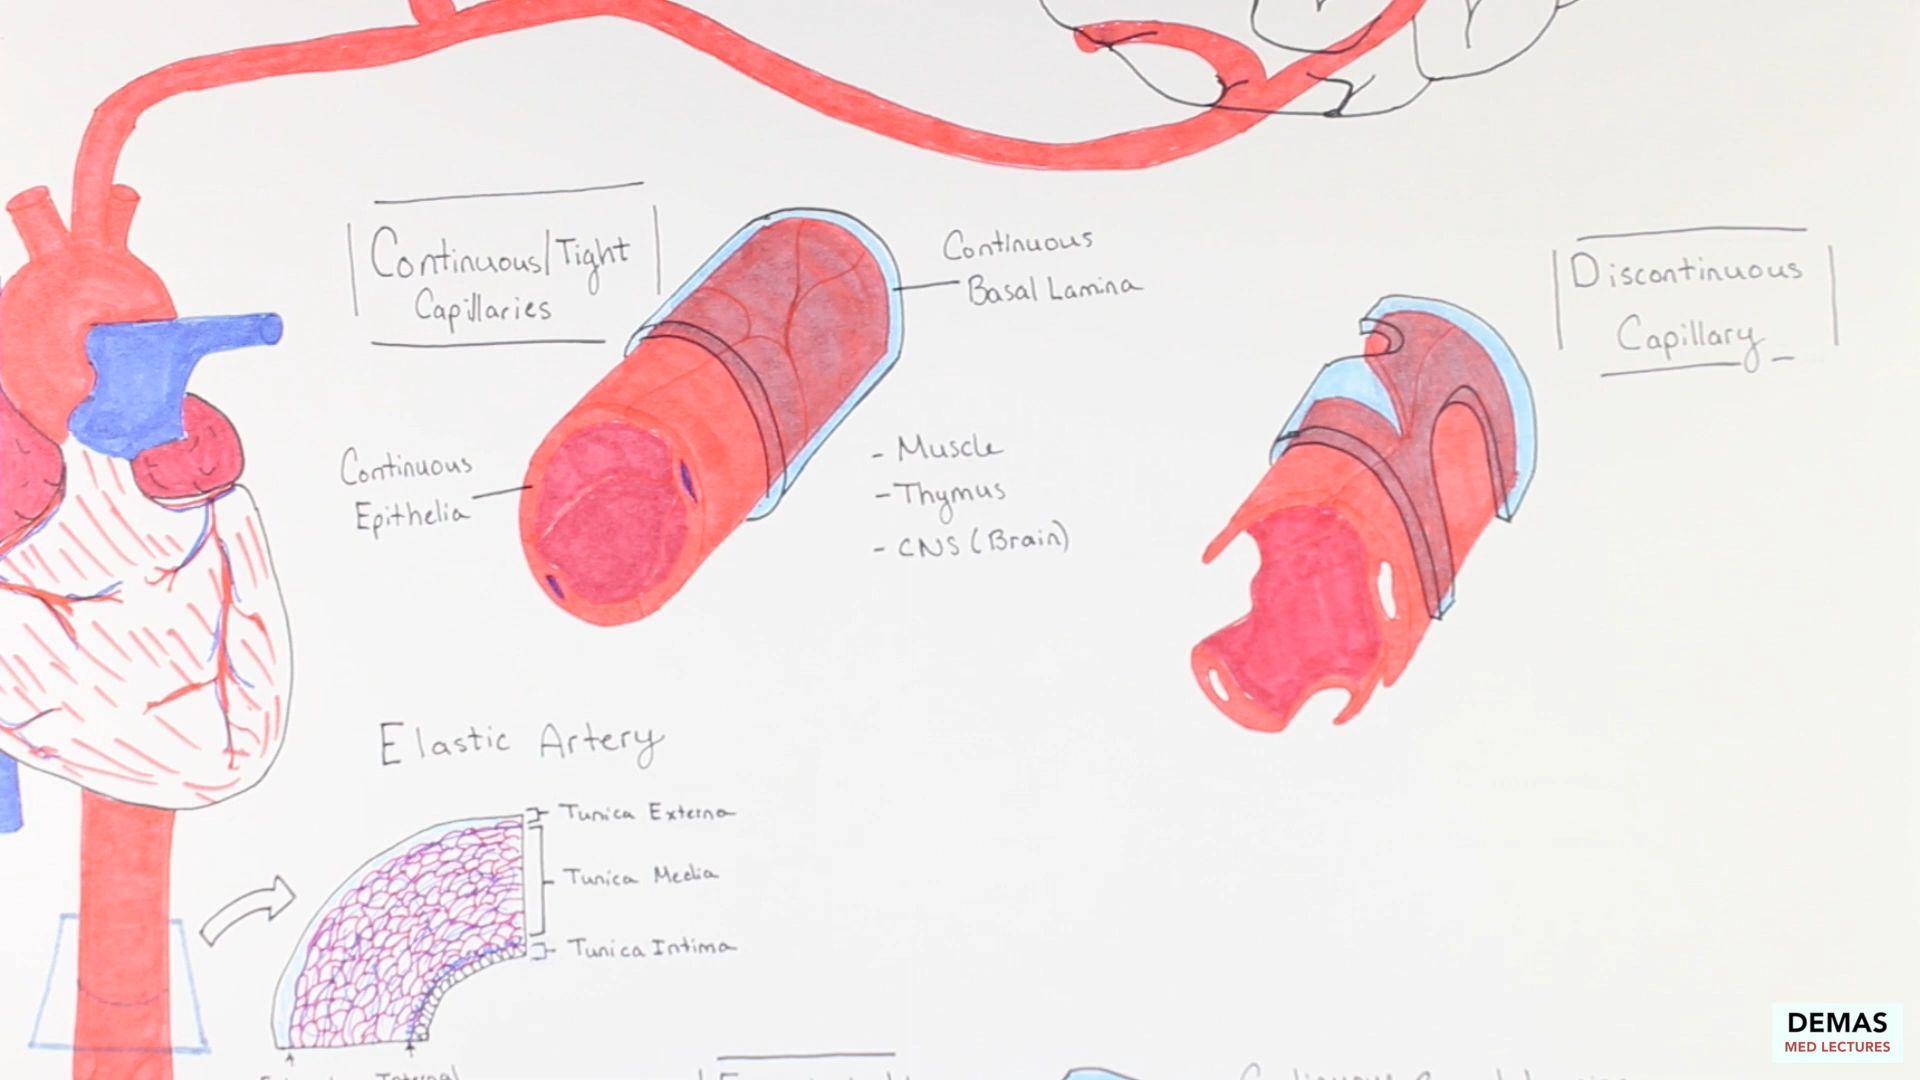 Continuous/Tight
Capillaries
Continuous
Basal Lamina
Continuous
Epithelia
- Muscle
- Thymus
- CNS (Brain)
Discontinuous
Capillary
Elastic Artery
Tunica Externa
Tunica Media
Tunica Intima
Internal
DEMAS
MED LECTURES